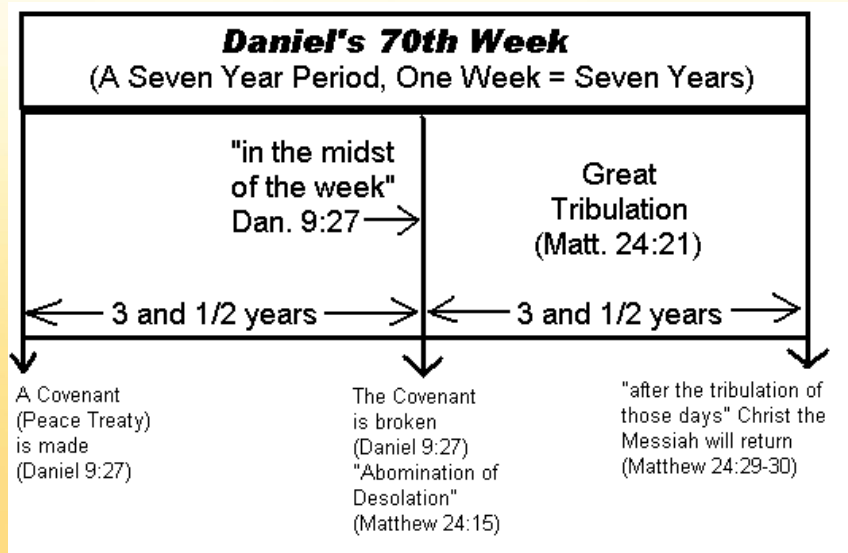 Daniel's 70th Week
(A Seven Year Period, One Week = Seven Years)
"in the midst
of the week"
Dan. 9:27
Great
Tribulation
(Matt. 24:21)
3 and 1/2 years
3 and 1/2 years
A Covenant
(Peace Treaty)
is made
(Daniel 9:27)
The Covenant
is broken
(Daniel 9:27)
"Abomination of
Desolation"
(Matthew 24:15)
"after the tribulation of
those days" Christ the
Messiah will return
(Matthew 24:29-30)